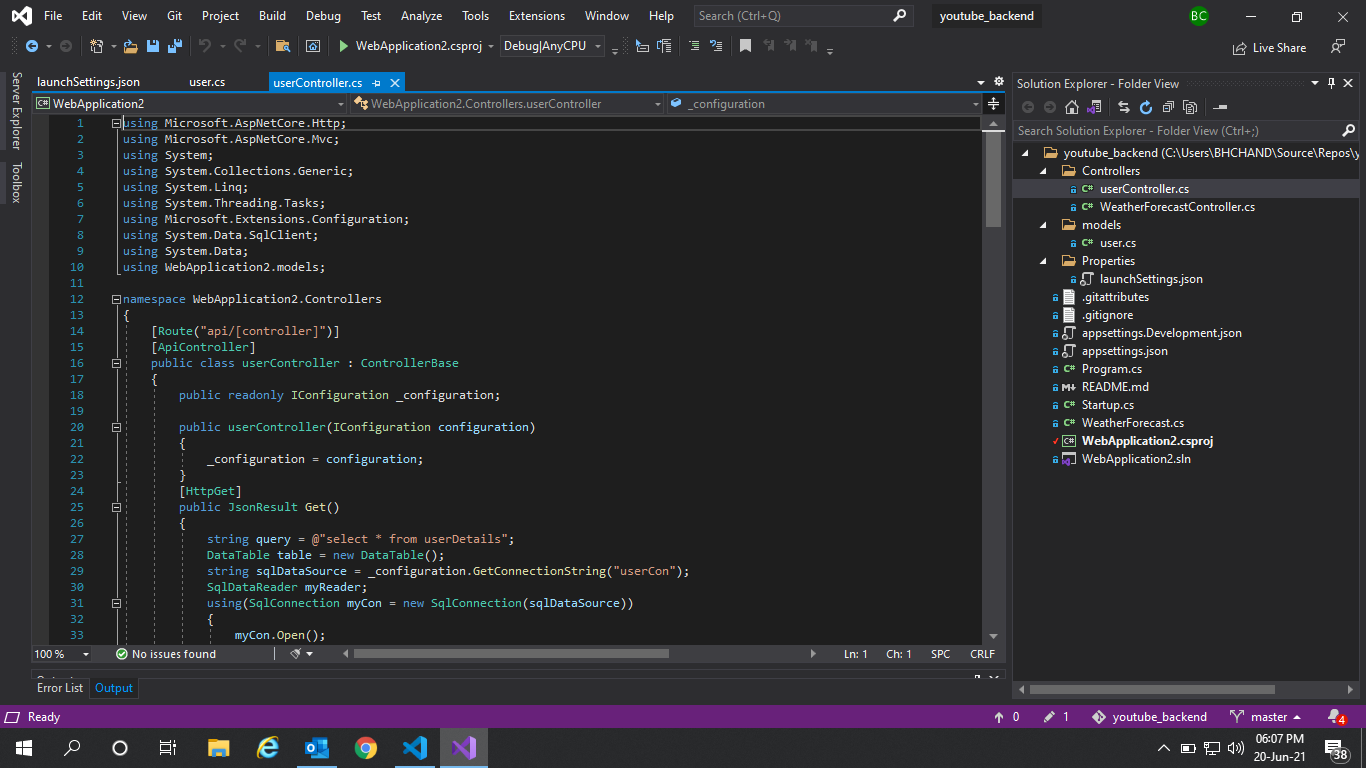 File Edit View Git Project Build Debug Test Analyze Tools Extensions Window Help Search (Ctrl+Q) youtube_backend BC
WebApplication2.csproj Debug|AnyCPU Live Share
Server Explorer
Toolbox
launchSettings.json user.cs userController.cs
WebApplication2 WebApplication2.Controllers.userController _configuration
1 using Microsoft.AspNetCore.Http;
2 using Microsoft.AspNetCore.Mvc;
3 using System;
4 using System.Collections.Generic;
5 using System.Linq;
6 using System.Threading.Tasks;
7 using Microsoft.Extensions.Configuration;
8 using System.Data.SqlClient;
9 using System.Data;
10 using WebApplication2.models;
11
12 namespace WebApplication2.Controllers
13 {
14 [Route("api/[controller]")]
15 [ApiController]
16 public class userController : ControllerBase
17 {
18 public readonly IConfiguration _configuration;
19
20 public userController(IConfiguration configuration)
21 {
22 _configuration = configuration;
23 }
24 [HttpGet]
25 public JsonResult Get()
26 {
27 string query = @"select * from userDetails";
28 DataTable table = new DataTable();
29 string sqlDataSource = _configuration.GetConnectionString("userCon");
30 SqlDataReader myReader;
31 using(SqlConnection myCon = new SqlConnection(sqlDataSource))
32 {
33 myCon.Open();
100 % No issues found Ln: 1 Ch: 1 SPC CRLF
Error List Output
Solution Explorer - Folder View
Search Solution Explorer - Folder View (Ctrl+;)
youtube_backend (C:\Users\BHCHAND\Source\Repos\y
Controllers
C# userController.cs
C# WeatherForecastController.cs
models
C# user.cs
Properties
launchSettings.json
.gitattributes
.gitignore
appsettings.Development.json
appsettings.json
C# Program.cs
M README.md
C# Startup.cs
C# WeatherForecast.cs
C# WebApplication2.csproj
WebApplication2.sln
Ready 0 1 youtube_backend master 4
06:07 PM
20-Jun-21
38